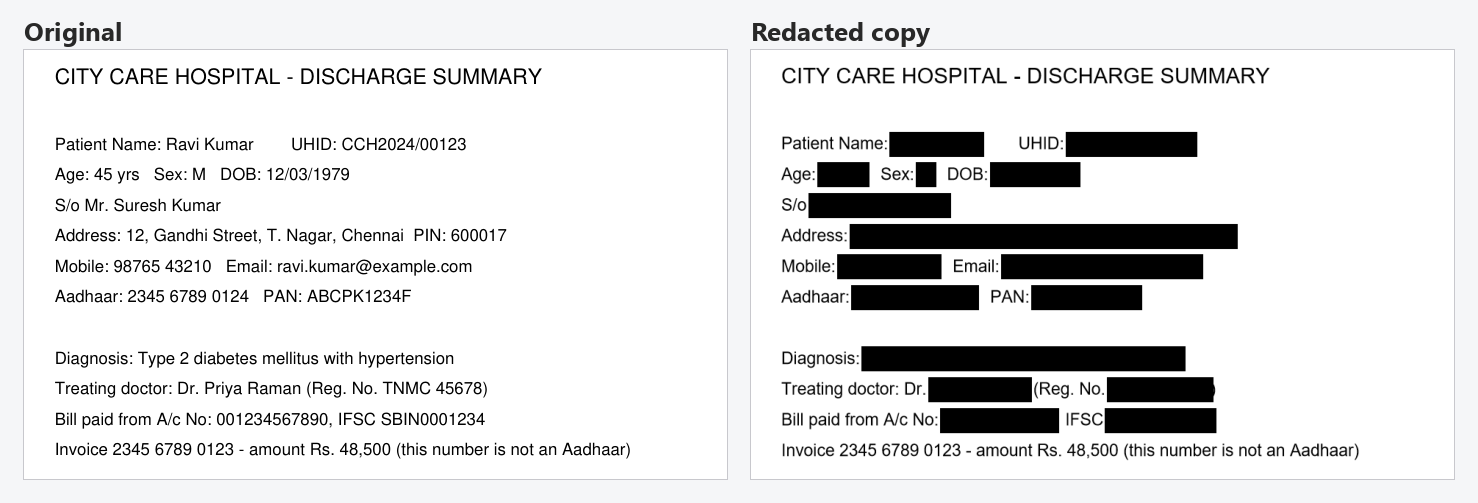 Original
CITY CARE HOSPITAL - DISCHARGE SUMMARY
Patient Name: Ravi Kumar UHID: CCH2024/00123
Age: 45 yrs Sex: M DOB: 12/03/1979
S/o Mr. Suresh Kumar
Address: 12, Gandhi Street, T. Nagar, Chennai PIN: 600017
Mobile: 98765 43210 Email: ravi.kumar@example.com
Aadhaar: 2345 6789 0124 PAN: ABCPK1234F
Diagnosis: Type 2 diabetes mellitus with hypertension
Treating doctor: Dr. Priya Raman (Reg. No. TNMC 45678)
Bill paid from A/c No: 001234567890, IFSC SBIN0001234
Invoice 2345 6789 0123 - amount Rs. 48,500 (this number is not an Aadhaar)
Redacted copy
CITY CARE HOSPITAL - DISCHARGE SUMMARY
Patient Name: UHID:
Age: Sex: DOB:
S/o
Address:
Mobile: Email:
Aadhaar: PAN:
Diagnosis:
Treating doctor: Dr. (Reg. No. )
Bill paid from A/c No: IFSC
Invoice 2345 6789 0123 - amount Rs. 48,500 (this number is not an Aadhaar)